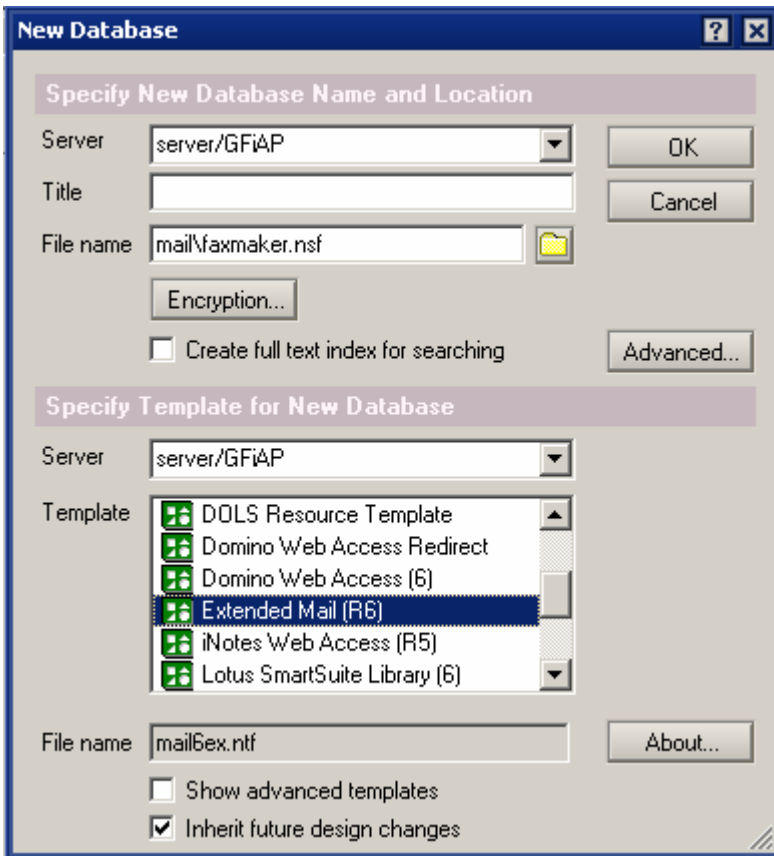 New Database
Specify New Database Name and Location
Server server/GFiAP OK
Title Cancel
File name mail\faxmaker.nsf
Encryption...
Create full text index for searching Advanced...
Specify Template for New Database
Server server/GFiAP
Template DOLS Resource Template
Domino Web Access Redirect
Domino Web Access (6)
Extended Mail (R6)
iNotes Web Access (R5)
Lotus SmartSuite Library (6)
File name mail6ex.ntf About...
Show advanced templates
Inherit future design changes